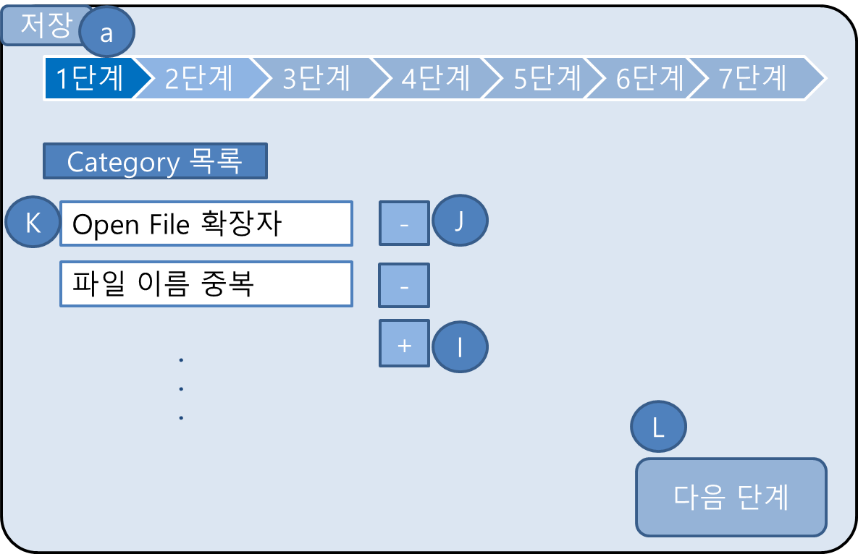 저장 a
1단계 2단계 3단계 4단계 5단계 6단계 7단계
Category 목록
K Open File 확장자 - J
파일 이름 중복 -
+ I
.
.
.
L
다음 단계